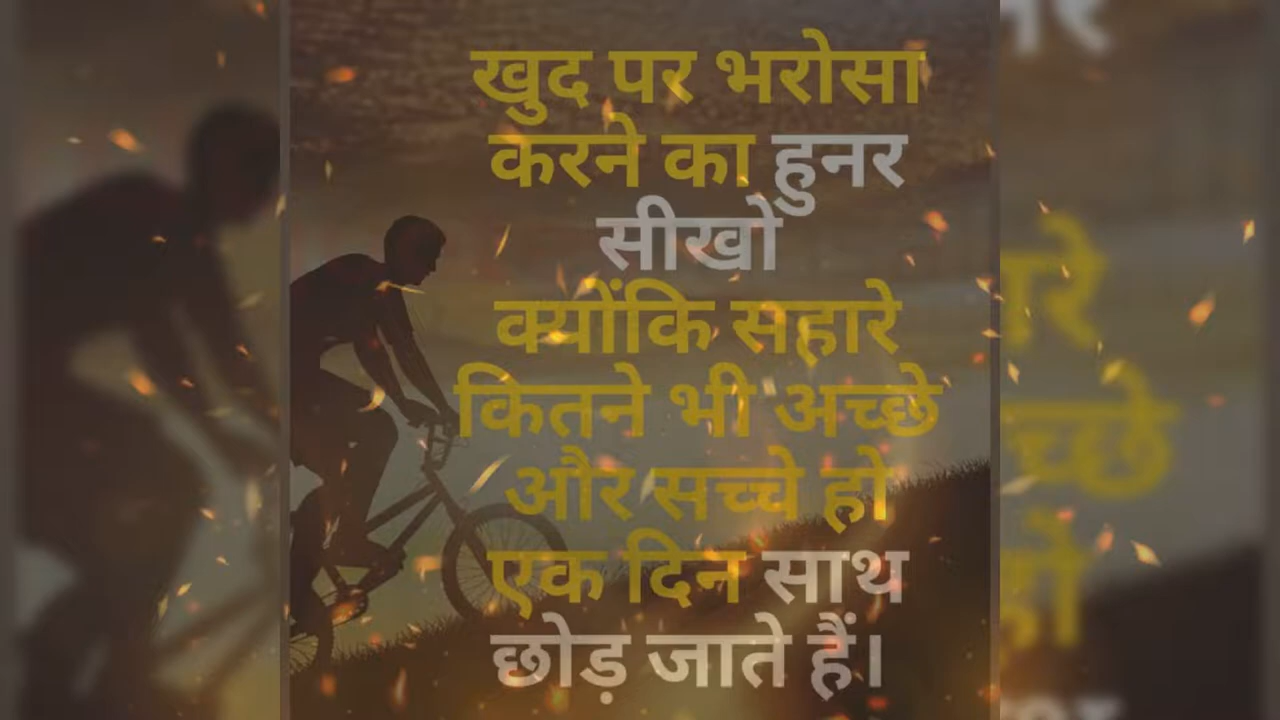 खुद पर भरोसा
करने का हुनर
सीखो
क्योंकि सहारे
कितने भी अच्छे
और सच्चे हो
एक दिन साथ
छोड़ जाते हैं।